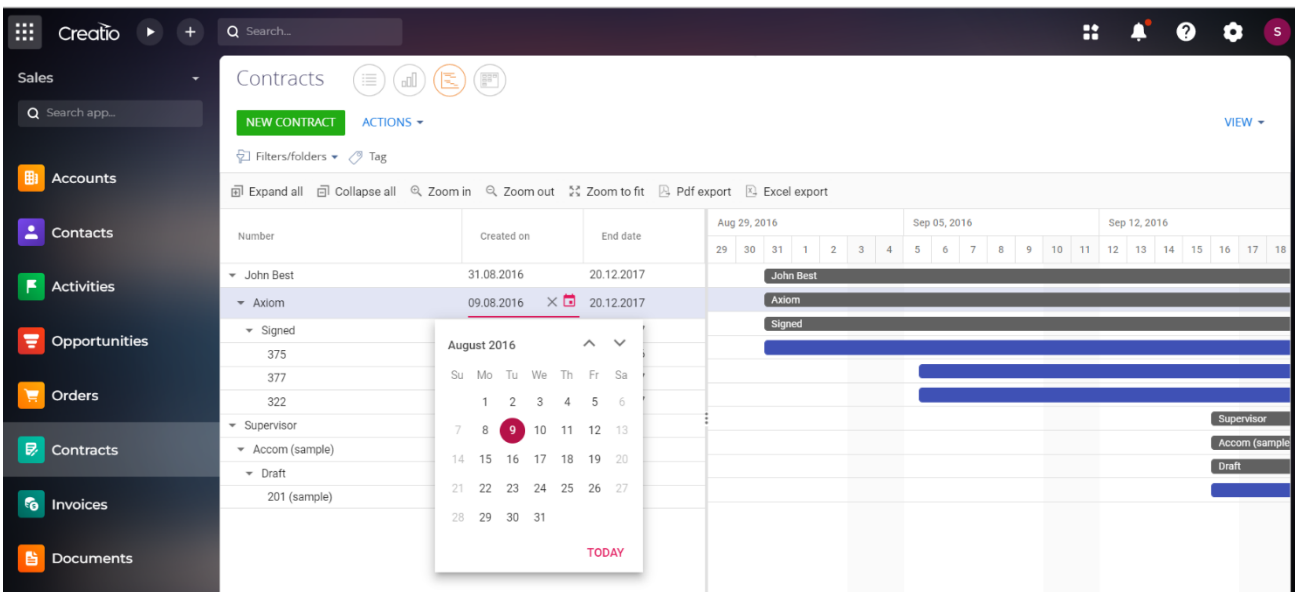 Creatio
Search...
S
Sales
Search app...
Accounts
Contacts
Activities
Opportunities
Orders
Contracts
Invoices
Documents
Contracts
NEW CONTRACT ACTIONS VIEW
Filters/folders Tag
Expand all Collapse all Zoom in Zoom out Zoom to fit Pdf export Excel export
Number Created on End date
Aug 29, 2016 Sep 05, 2016 Sep 12, 2016
29 30 31 1 2 3 4 5 6 7 8 9 10 11 12 13 14 15 16 17 18
John Best 31.08.2016 20.12.2017 John Best
Axiom 09.08.2016 20.12.2017 Axiom
Signed Signed
375
377
322
Supervisor Supervisor
Accom (sample) Accom (sample
Draft Draft
201 (sample)
August 2016
Su Mo Tu We Th Fr Sa
1 2 3 4 5 6
7 8 9 10 11 12 13
14 15 16 17 18 19 20
21 22 23 24 25 26 27
28 29 30 31
TODAY